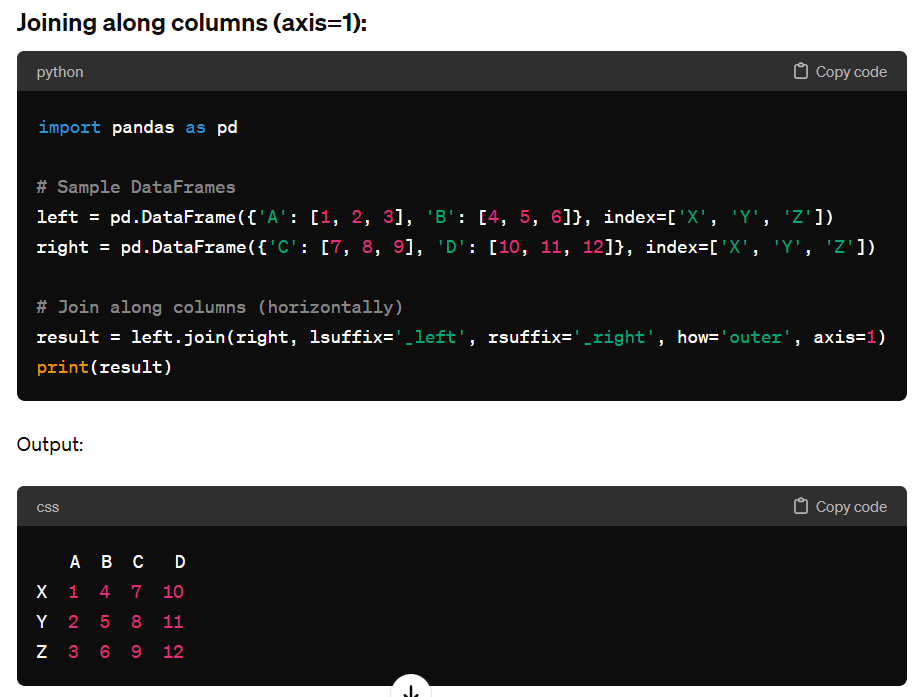 Joining along columns (axis=1):
python
Copy code
import pandas as pd
# Sample DataFrames
left = pd.DataFrame({'A': [1, 2, 3], 'B': [4, 5, 6]}, index=['X', 'Y', 'Z'])
right = pd.DataFrame({'C': [7, 8, 9], 'D': [10, 11, 12]}, index=['X', 'Y', 'Z'])
# Join along columns (horizontally)
result = left.join(right, lsuffix='_left', rsuffix='_right', how='outer', axis=1)
print(result)
Output:
css
Copy code
A B C D
X 1 4 7 10
Y 2 5 8 11
Z 3 6 9 12